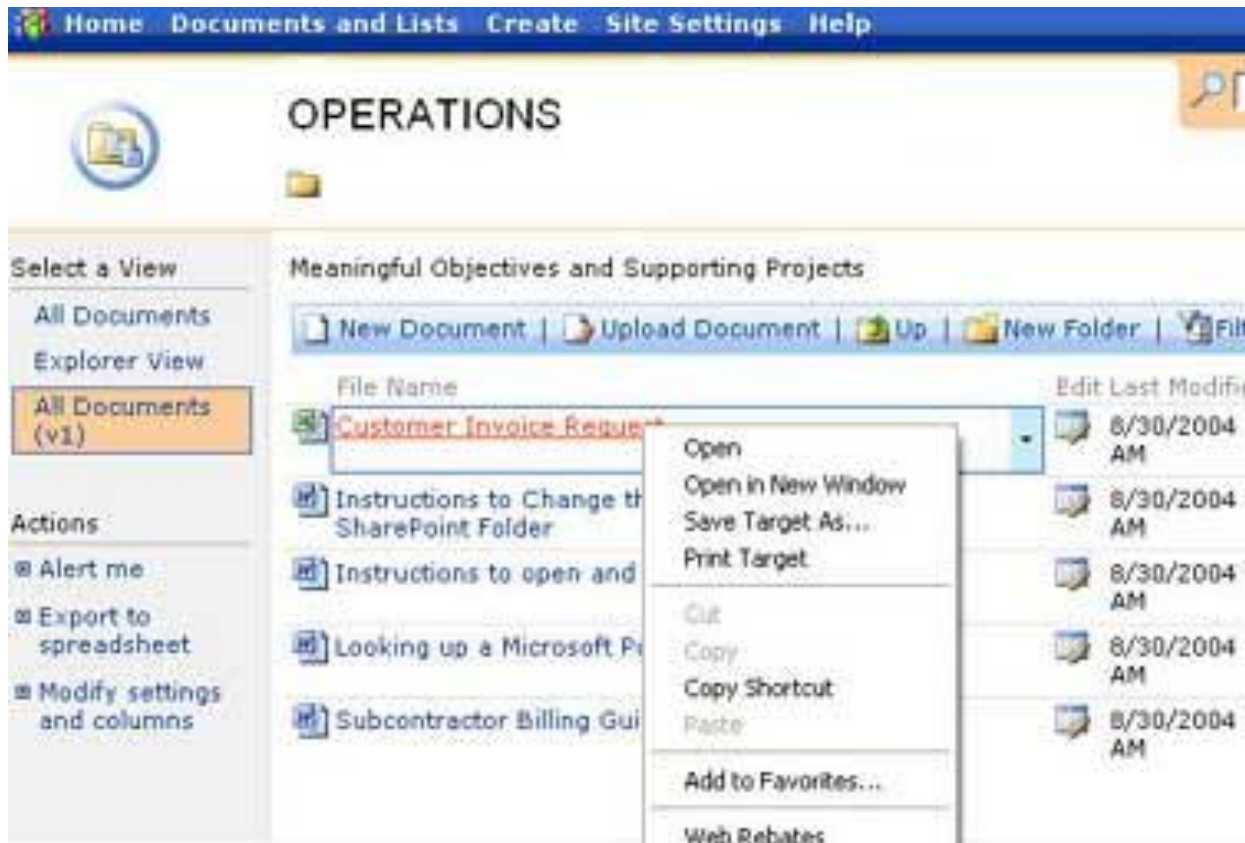 Home Documents and Lists Create Site Settings Help
OPERATIONS
Select a View
All Documents
Explorer View
All Documents
(v1)
Actions
Alert me
Export to
spreadsheet
Modify settings
and columns
Meaningful Objectives and Supporting Projects
New Document | Upload Document | Up | New Folder | Filt
File Name Edit Last Modifi
Customer Invoice Request 8/30/2004
AM
Instructions to Change th 8/30/2004
SharePoint Folder AM
Instructions to open and 8/30/2004
AM
Looking up a Microsoft 8/30/2004
AM
Subcontractor Billing Gui 8/30/2004
AM
Open
Open in New Window
Save Target As...
Print Target
Cut
Copy
Copy Shortcut
Paste
Add to Favorites...
Web Rebates